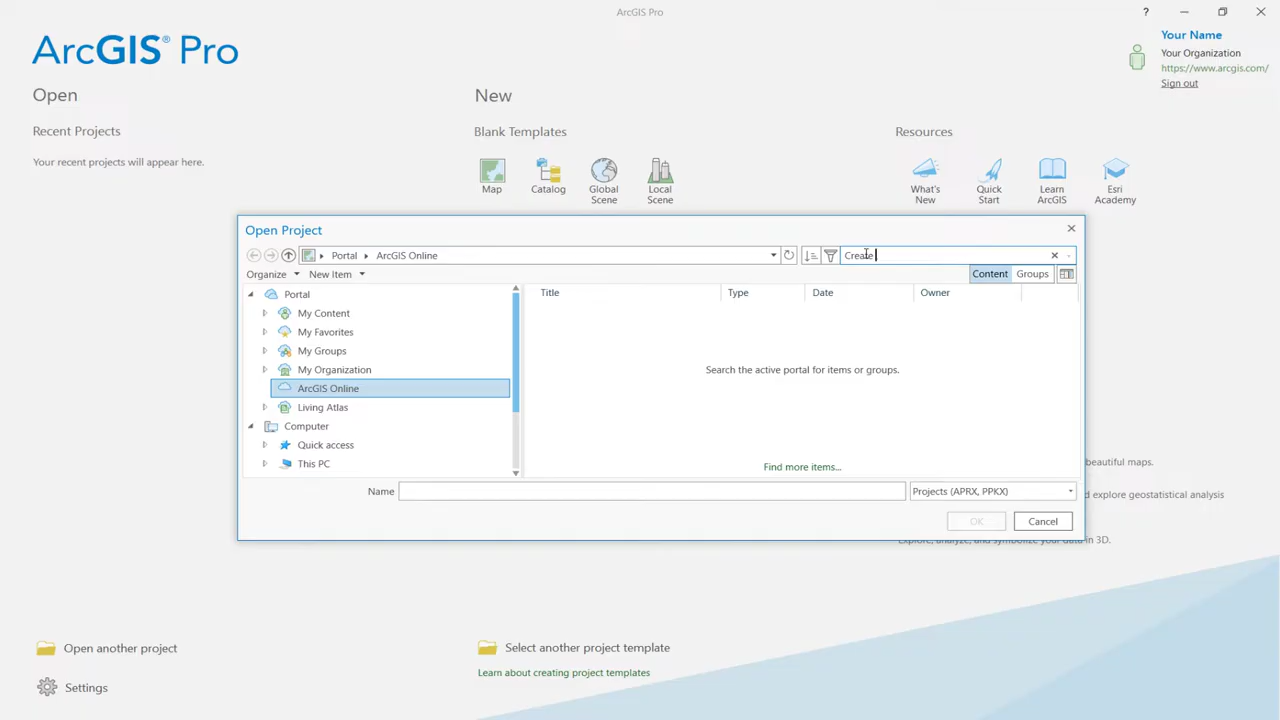 ArcGIS Pro
?
ArcGIS® Pro
Your Name
Your Organization
https://www.arcgis.com/
Sign out
Open
Recent Projects
Your recent projects will appear here.
New
Blank Templates
Map
Catalog
Global
Scene
Local
Scene
Resources
What's
New
Quick
Start
Learn
ArcGIS
Esri
Academy
Open Project
Portal
ArcGIS Online
Create
Organize
New Item
Content
Groups
Portal
My Content
My Favorites
My Groups
My Organization
ArcGIS Online
Living Atlas
Computer
Quick access
This PC
Title
Type
Date
Owner
Search the active portal for items or groups.
Find more items...
Name
Projects (APRX, PPKX)
OK
Cancel
beautiful maps.
d explore geostatistical analysis
Explore, analyze, and symbolize your data in 3D.
Open another project
Settings
Select another project template
Learn about creating project templates